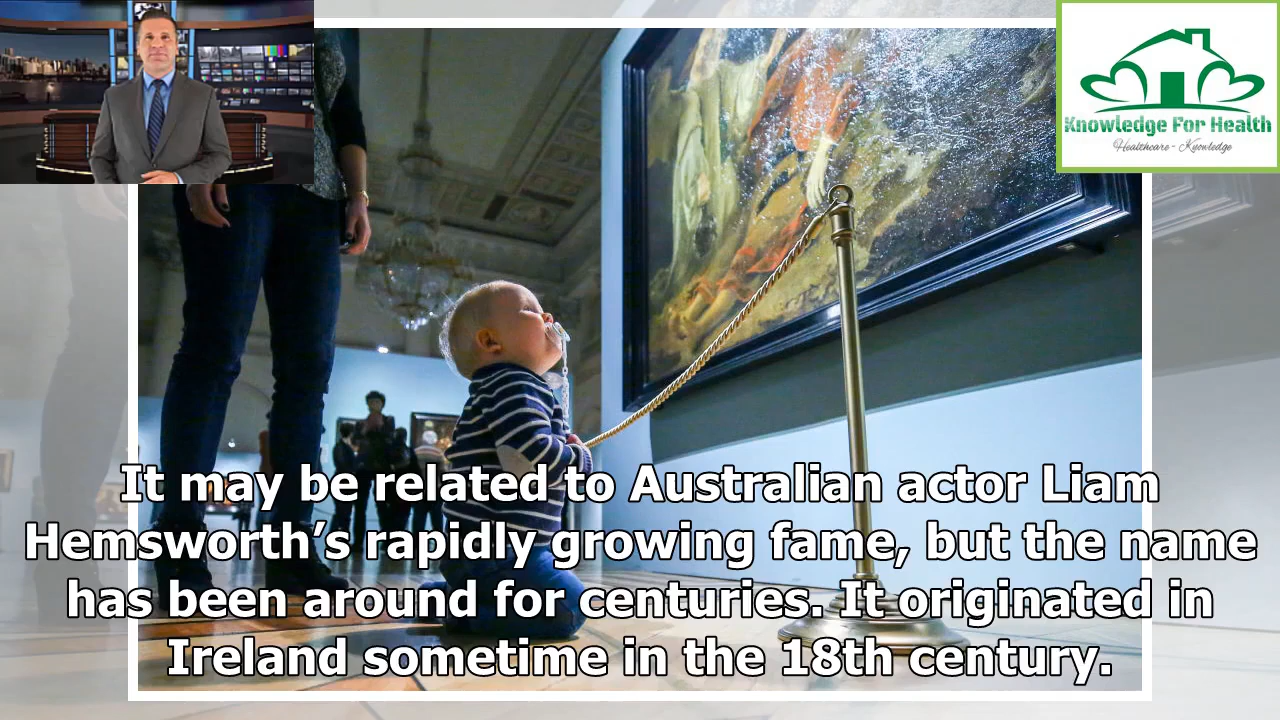 Knowledge For Health
Healthcare - Knowledge
It may be related to Australian actor Liam
Hemsworth’s rapidly growing fame, but the name
has been around for centuries. It originated in
Ireland sometime in the 18th century.